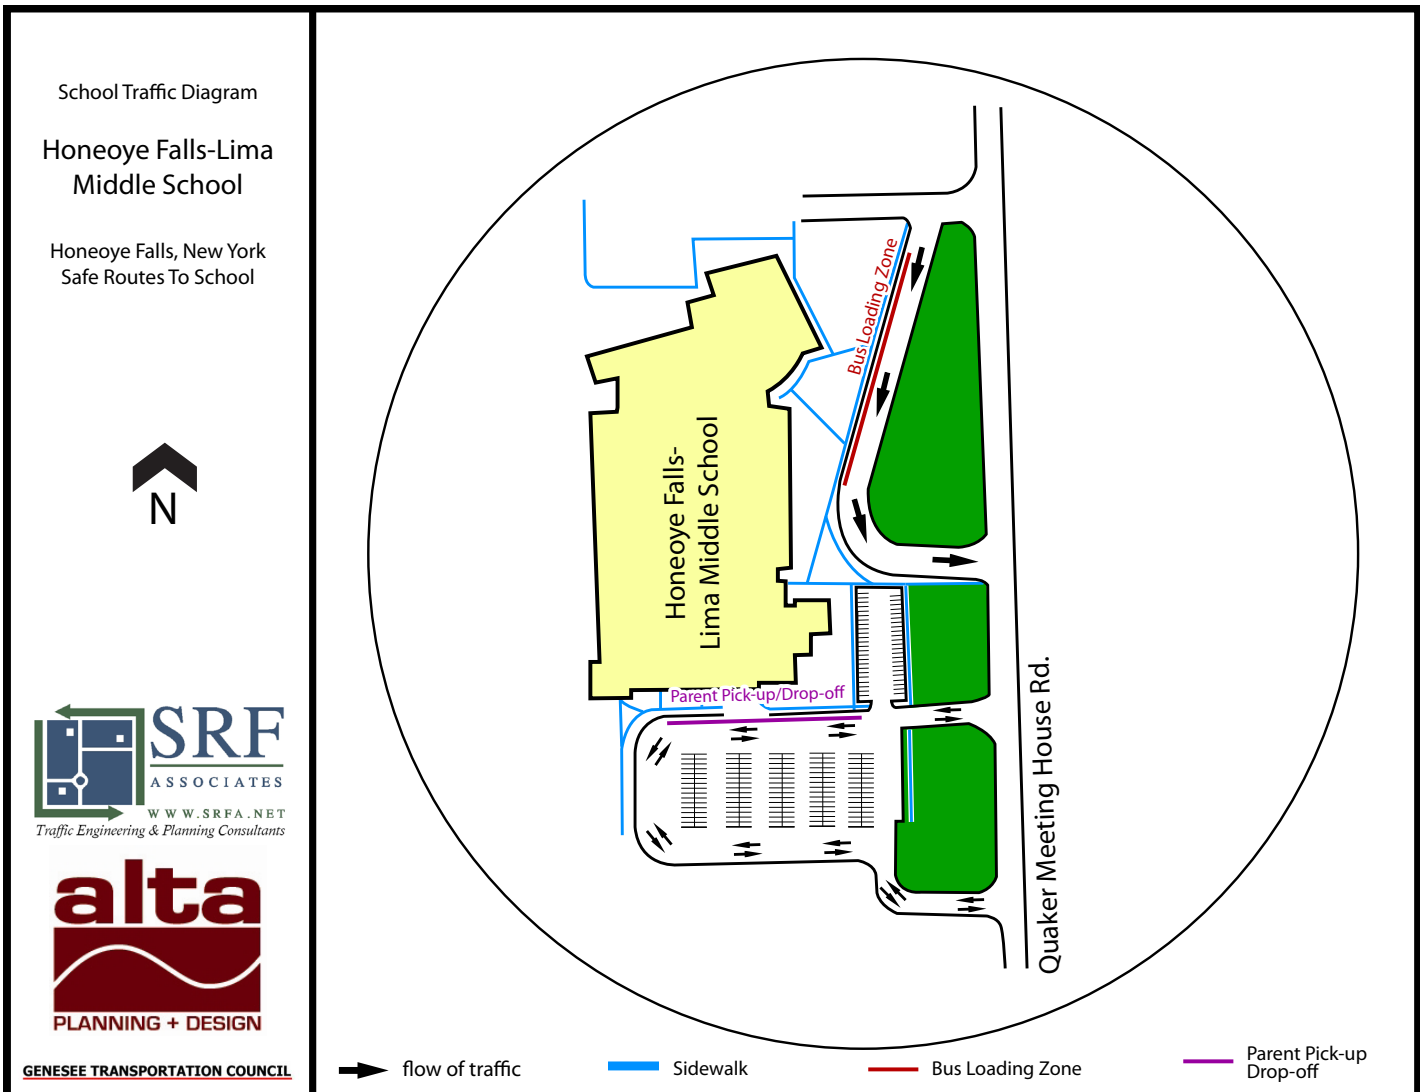 School Traffic Diagram
Honeoye Falls-Lima
Middle School
Honeoye Falls, New York
Safe Routes To School
N
SRF
ASSOCIATES
WWW.SRFA.NET
Traffic Engineering & Planning Consultants
alta
PLANNING + DESIGN
GENESEE TRANSPORTATION COUNCIL
Bus Loading Zone
Honeoye Falls-
Lima Middle School
Parent Pick-up/Drop-off
Quaker Meeting House Rd.
flow of traffic
Sidewalk
Bus Loading Zone
Parent Pick-up
Drop-off